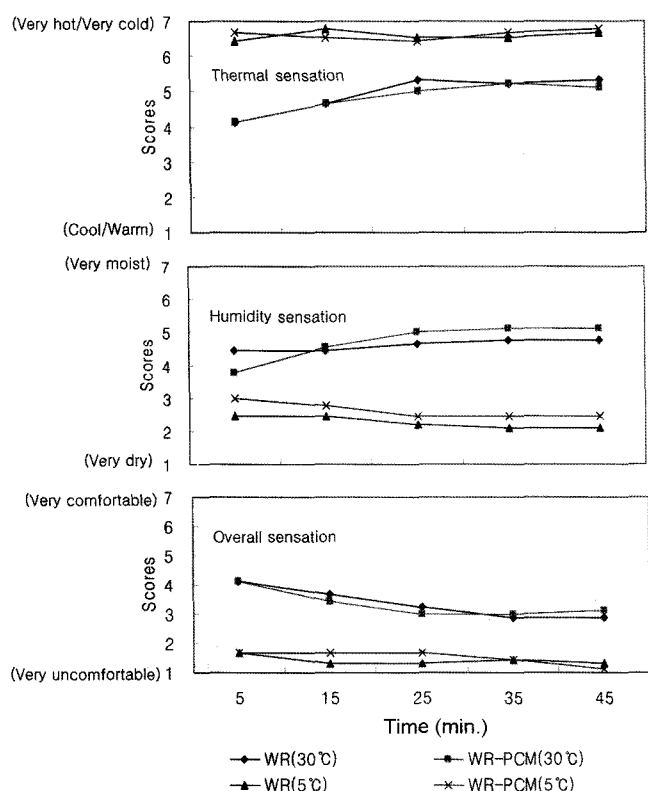 (Very hot/Very cold) 7
6
Thermal sensation
5
4
3
2
(Cool/Warm) 1
Scores
(Very moist) 7
6
Humidity sensation
5
4
3
2
(Very dry) 1
Scores
(Very comfortable) 7
6
Overall sensation
5
4
3
2
(Very uncomfortable) 1
Scores
5 15 25 35 45
Time (min.)
WR(30℃) WR-PCM(30℃)
WR(5℃) WR-PCM(5℃)